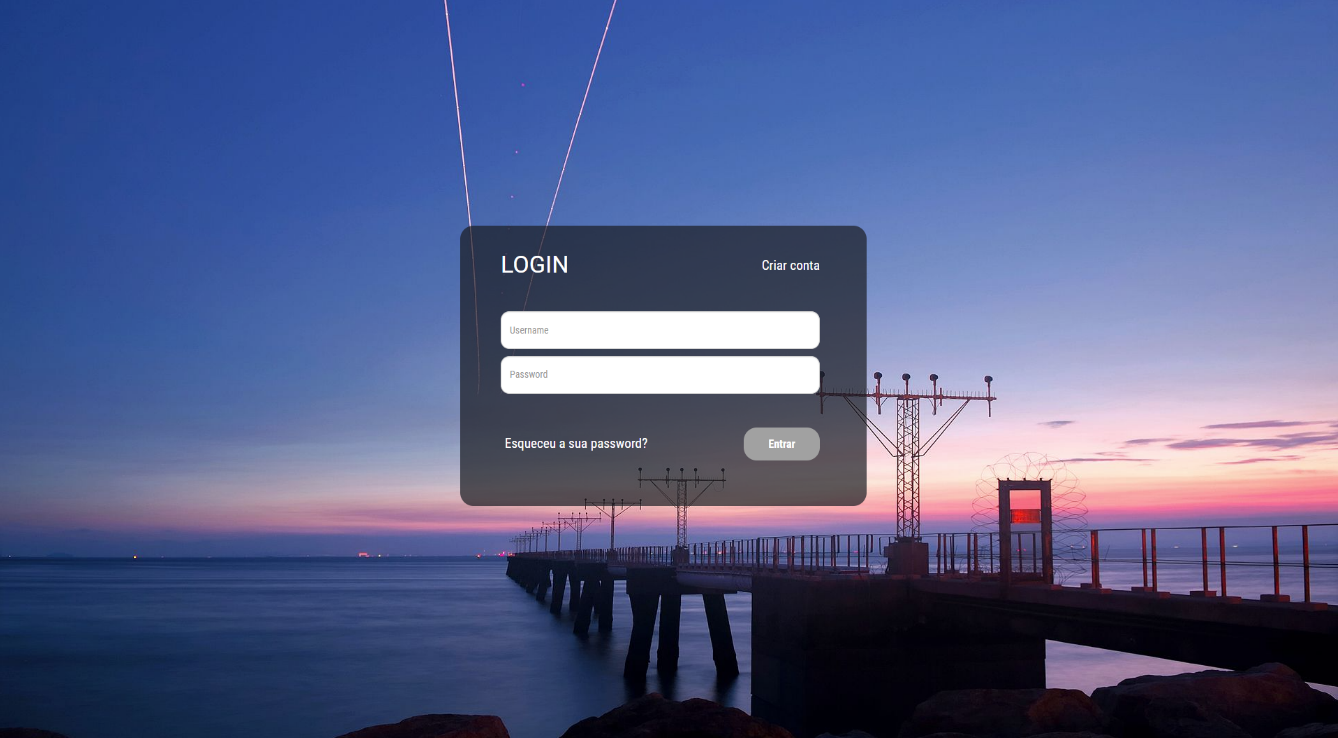 LOGIN
Criar conta
Username
Password
Esqueceu a sua password?
Entrar